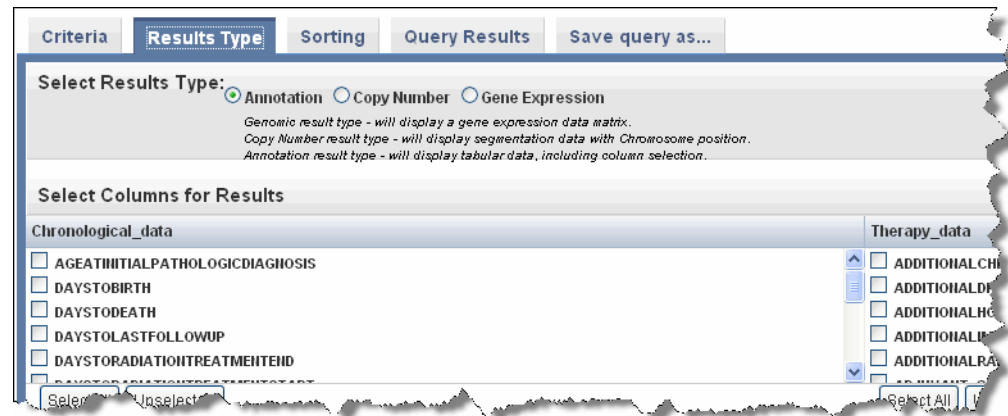 Criteria Results Type Sorting Query Results Save query as...
Select Results Type:
Annotation Copy Number Gene Expression
Genomic result type - will display a gene expression data matrix.
Copy Number result type - will display segmentation data with Chromosome position.
Annotation result type - will display tabular data, including column selection.
Select Columns for Results
Chronological_data Therapy_data
AGEATINITIALPATHOLOGICDIAGNOSIS
DAYSTOBIRTH
DAYSTODEATH
DAYSTOLASTFOLLOWUP
DAYSTORADIATIONTREATMENTEND
DAYSTORADIATIONTREATMENTSTART
Select All